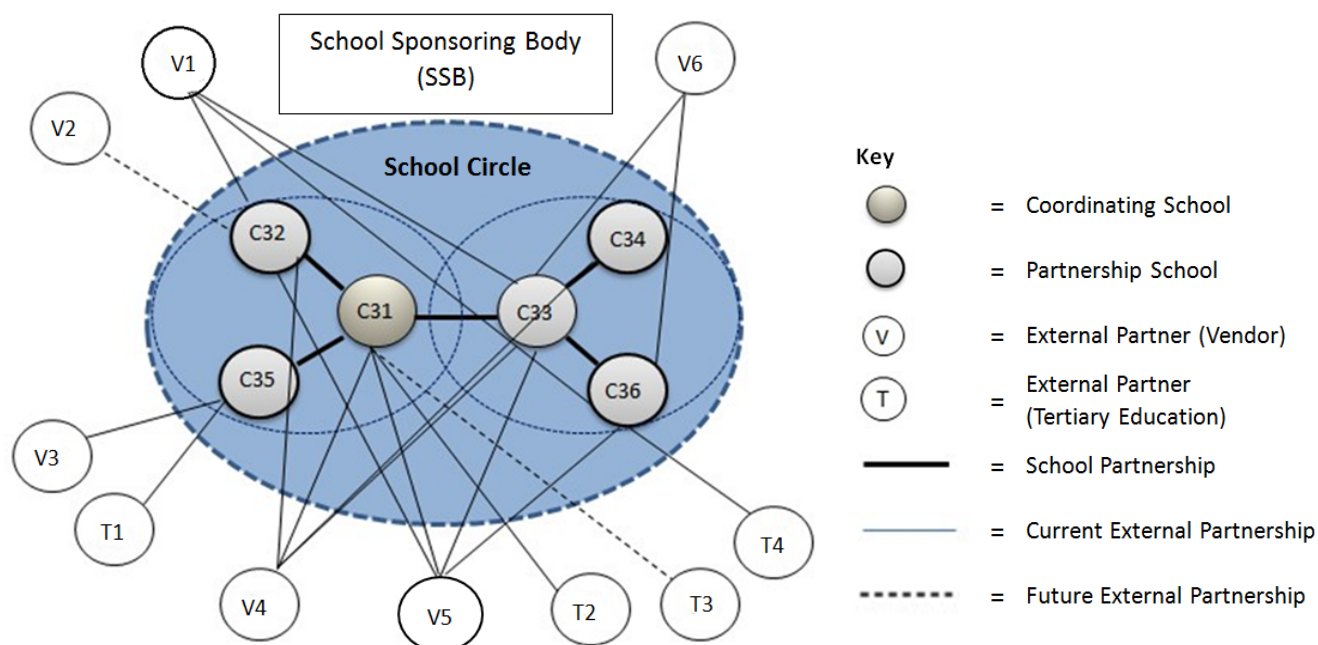 School Sponsoring Body
(SSB)
V1
V6
V2
School Circle
C32
C34
C31
C33
C35
C36
V3
T1
V4
V5
T2
T3
T4
Key
= Coordinating School
= Partnership School
V = External Partner (Vendor)
T = External Partner
(Tertiary Education)
= School Partnership
= Current External Partnership
= Future External Partnership